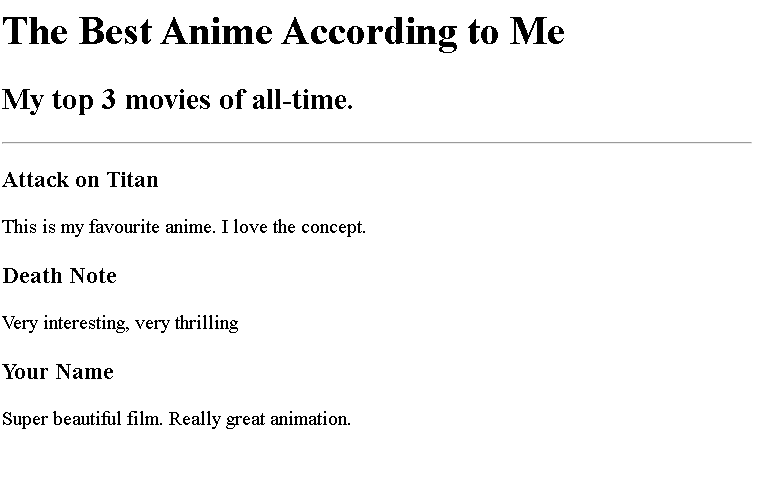 The Best Anime According to Me
My top 3 movies of all-time.
Attack on Titan
This is my favourite anime. I love the concept.
Death Note
Very interesting, very thrilling
Your Name
Super beautiful film. Really great animation.